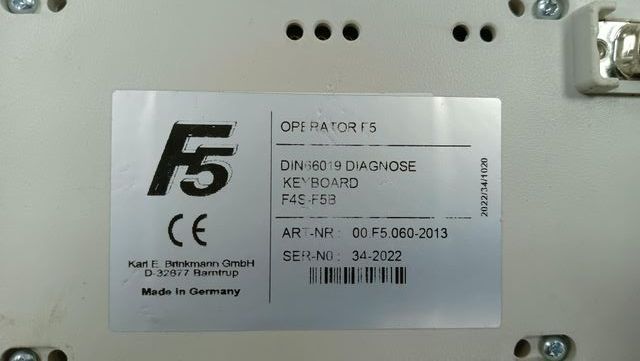 F5
CE
Karl E. Brinkmann GmbH
D-32677 Barntrup
Made in Germany
OPERATOR F5
DIN66019 DIAGNOSE
KEYBOARD
F4S-F5B
ART-NR.: 00.F5.060-2013
SER-NO.: 34-2022
2022/34/1020